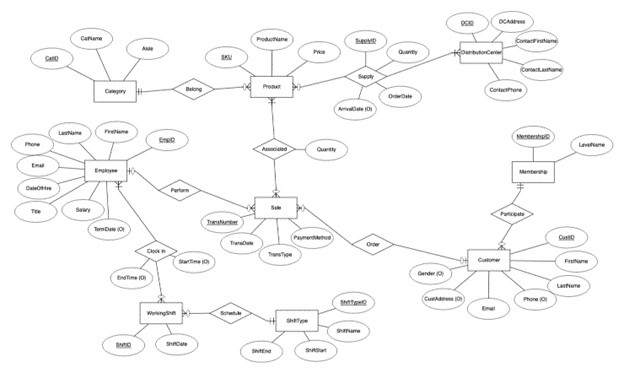 CatName
CatID
Aisle
Category
Belong
ProductName
SKU
Price
Product
SupplyID
Quantity
Supply
ArrivalDate (O)
OrderDate
DCID
DCAddress
ContactFirstName
DistributionCenter
ContactLastName
ContactPhone
Phone
LastName
FirstName
EmpID
Email
Employee
DateOfHire
Title
Salary
TermDate (O)
Perform
Associated
Quantity
MembershipID
LevelName
Membership
Participate
TransNumber
Sale
PaymentMethod
TransDate
TransType
Order
CustID
Customer
FirstName
Gender (O)
LastName
CustAddress (O)
Phone (O)
Email
Clock in
StartTime (O)
EndTime (O)
WorkingShift
Schedule
ShiftType
ShiftTypeID
ShiftName
ShiftID
ShiftDate
ShiftEnd
ShiftStart